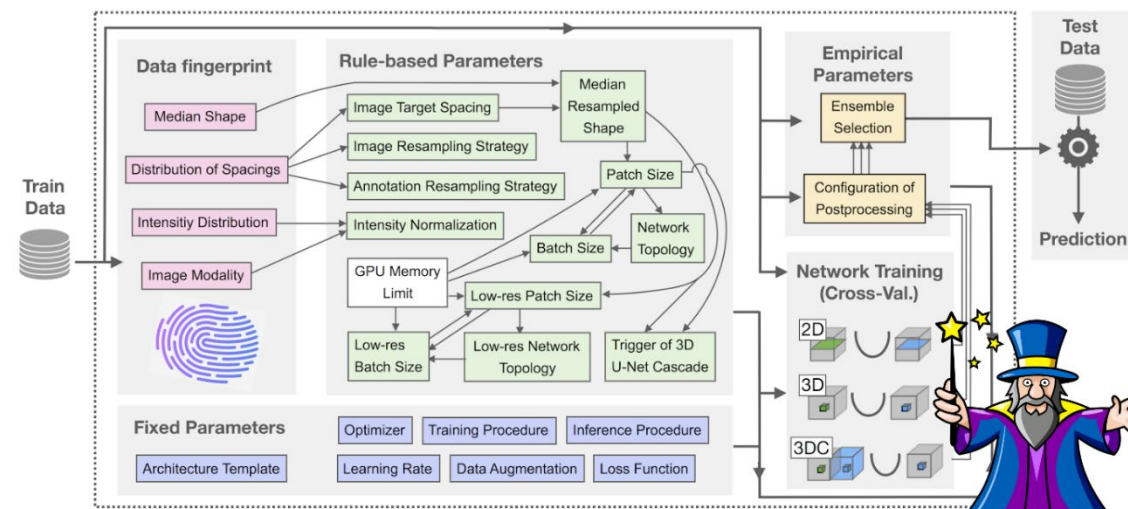 Train
Data
Data fingerprint
Median Shape
Distribution of Spacings
Intensitiy Distribution
Image Modality
Rule-based Parameters
Image Target Spacing
Image Resampling Strategy
Annotation Resampling Strategy
Intensity Normalization
Median
Resampled
Shape
Patch Size
Batch Size
Network
Topology
GPU Memory
Limit
Low-res Patch Size
Low-res
Batch Size
Low-res Network
Topology
Trigger of 3D
U-Net Cascade
Fixed Parameters
Architecture Template
Optimizer
Training Procedure
Inference Procedure
Learning Rate
Data Augmentation
Loss Function
Empirical
Parameters
Ensemble
Selection
Configuration of
Postprocessing
Network Training
(Cross-Val.)
2D
3D
3DC
Test
Data
Prediction